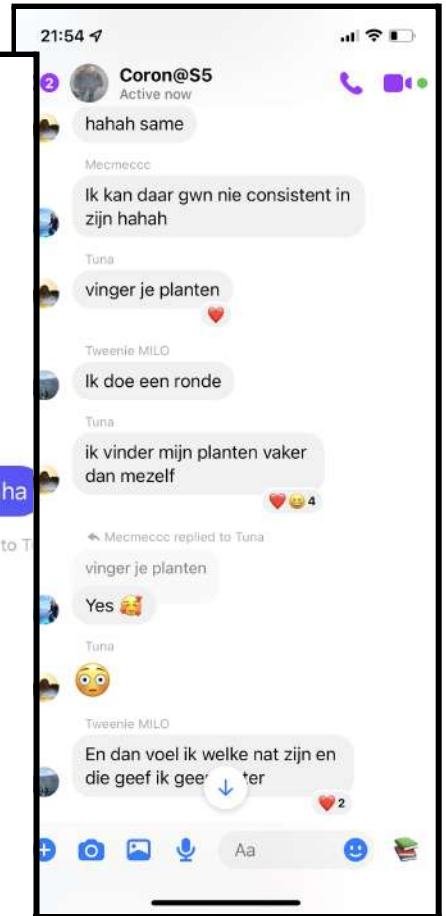 21:54
2
Coron@S5
Active now
hahah same
Mecmeccc
Ik kan daar gwn nie consistent in
zijn hahah
Tuna
vinger je planten
Tweenie MILO
Ik doe een ronde
Tuna
ik vinder mijn planten vaker
dan mezelf
4
ha
to
Mecmeccc replied to Tuna
vinger je planten
Yes
Tuna
Tweenie MILO
En dan voel ik welke nat zijn en
die geef ik
2
Aa